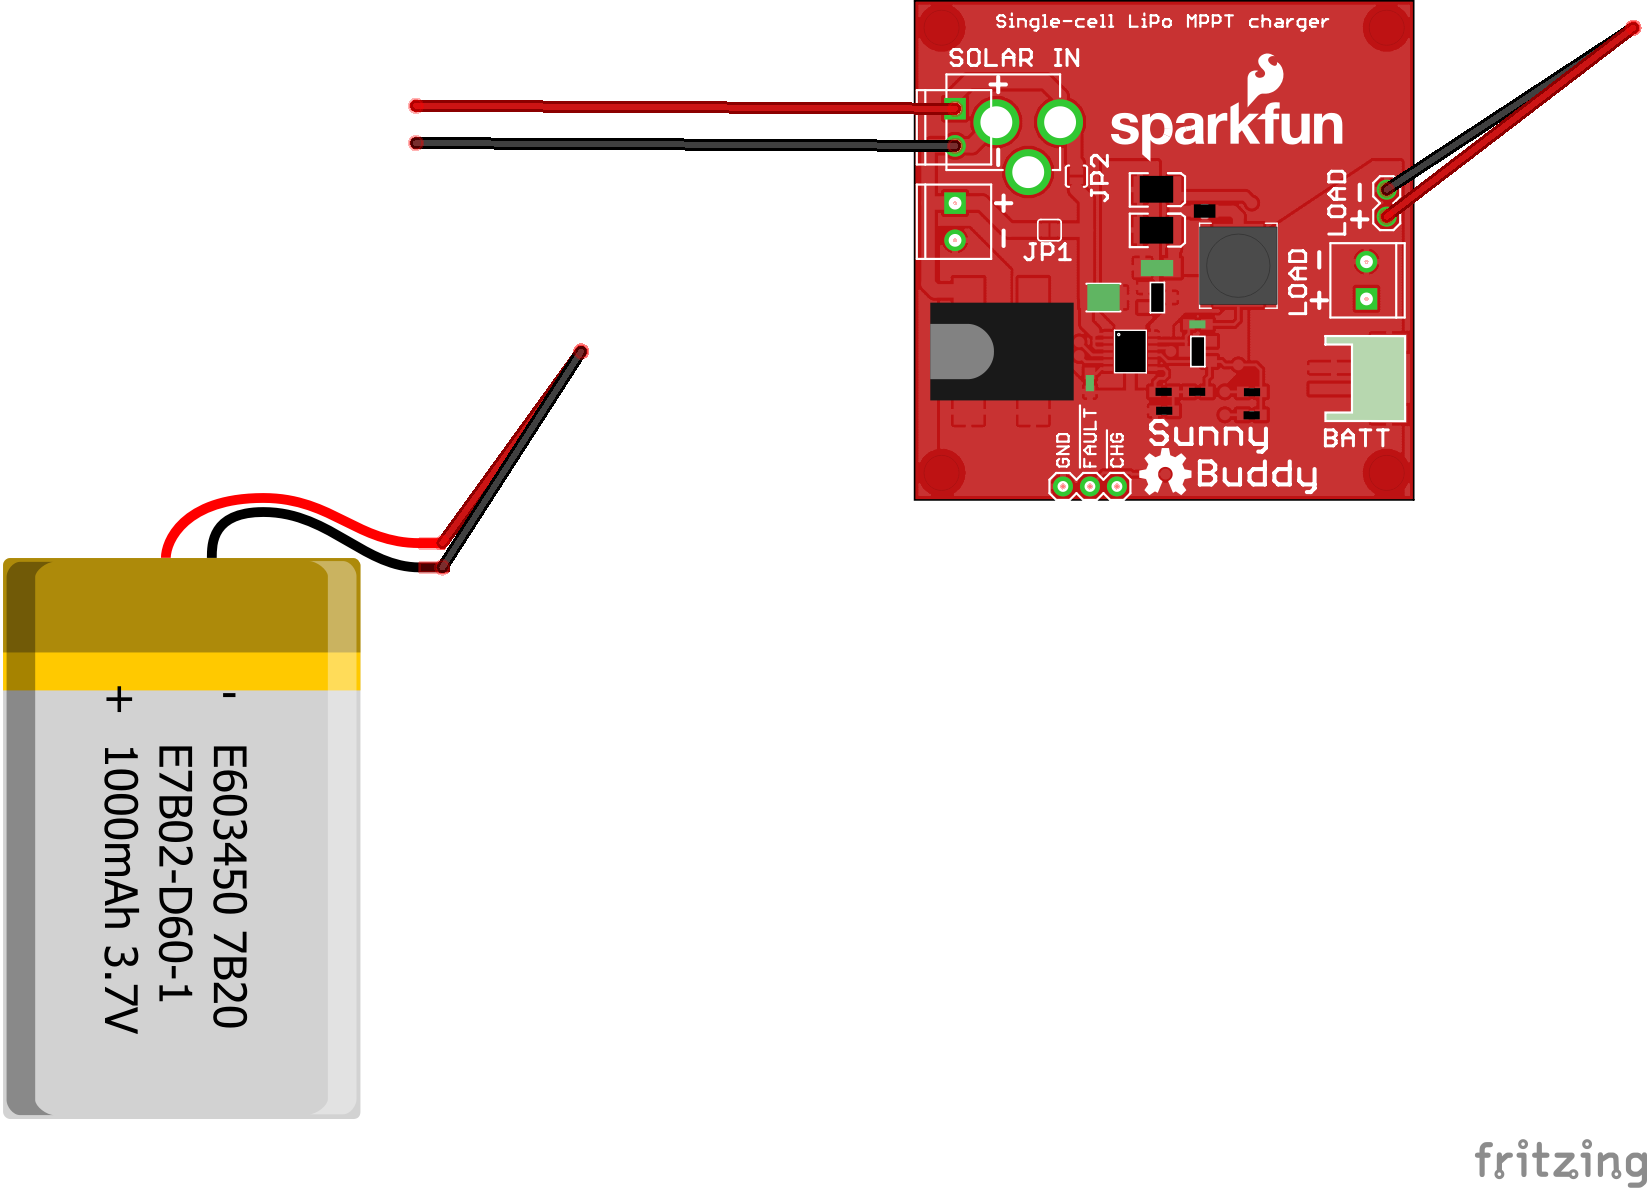 Single-cell LiPo MPPT charger
SOLAR IN
+
-
sparkfun
JP2
+
-
JP1
LOAD
-
+
LOAD
-
+
BATT
GND
FAULT
CHG
Sunny
Buddy
- E603450 7B20
E7B02-D60-1
+ 1000mAh 3.7V
fritzing